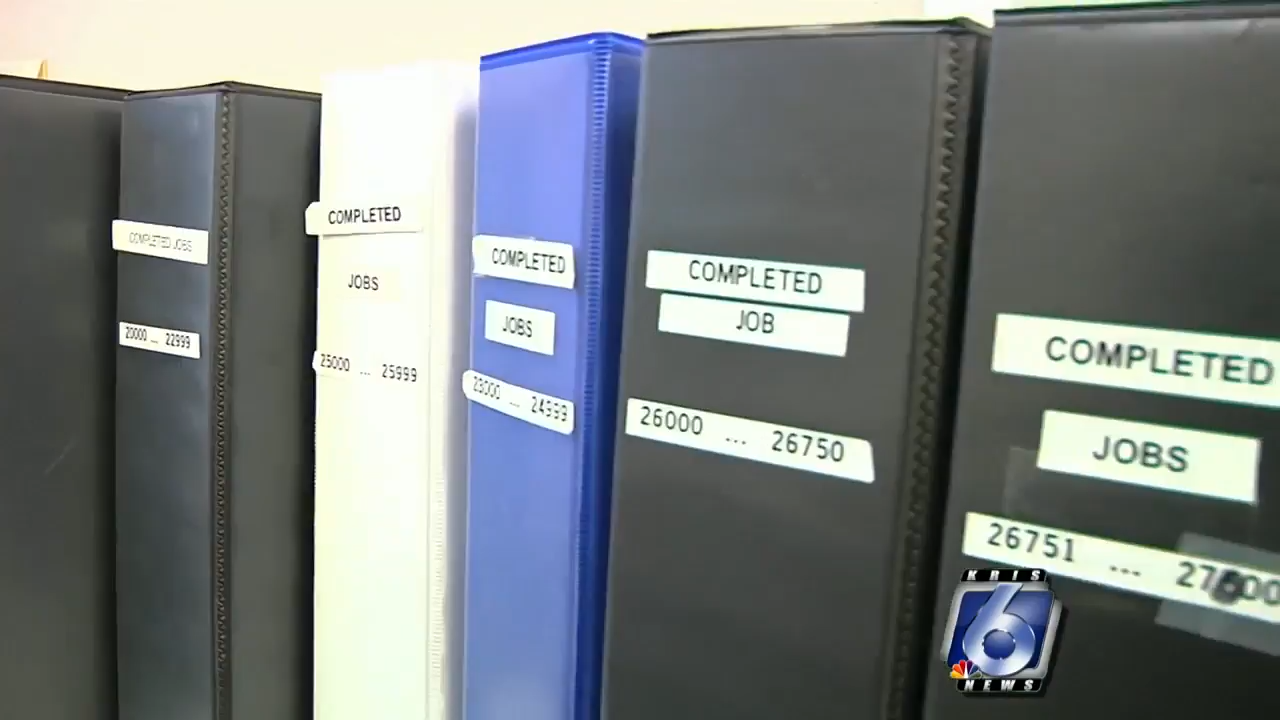 COMPLETED JOBS
20000 ... 22999
COMPLETED
JOBS
25000 ... 25999
COMPLETED
JOBS
23000 ... 24999
COMPLETED
JOB
26000 ... 26750
COMPLETED
JOBS
26751 ...
KRIS
6
NEWS